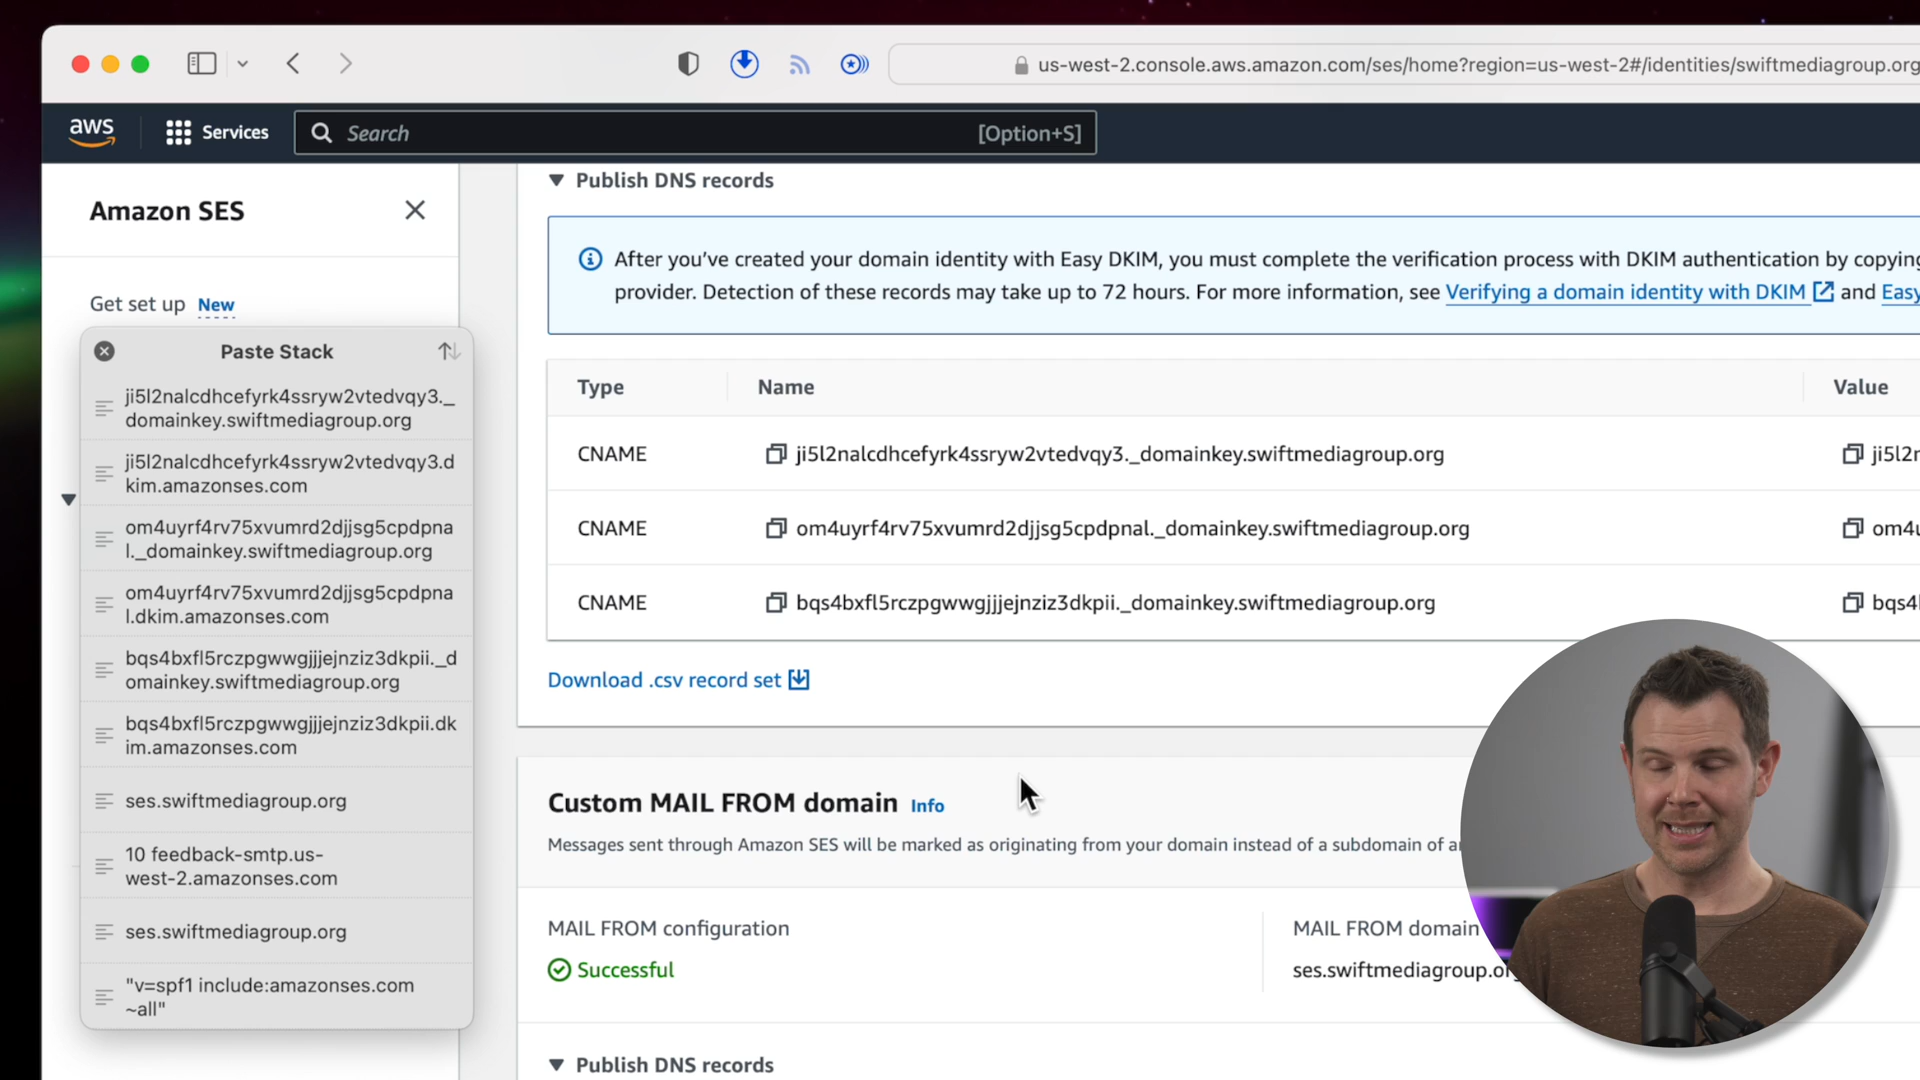 us-west-2.console.aws.amazon.com/ses/home?region=us-west-2#/identities/swiftmediagroup.org
aws
Services
Search
[Option+S]
Amazon SES
Get set up New
Paste Stack
ji5l2nalcdhcefyrk4ssryw2vtedvqy3._
domainkey.swiftmediagroup.org
ji5l2nalcdhcefyrk4ssryw2vtedvqy3.d
kim.amazonses.com
om4uyrf4rv75xvumrd2djjsg5cpdpna
l._domainkey.swiftmediagroup.org
om4uyrf4rv75xvumrd2djjsg5cpdpna
l.dkim.amazonses.com
bqs4bxfl5rczpgwwgjjjejnziz3dkpii._d
omainkey.swiftmediagroup.org
bqs4bxfl5rczpgwwgjjjejnziz3dkpii.dk
im.amazonses.com
ses.swiftmediagroup.org
10 feedback-smtp.us-
west-2.amazonses.com
ses.swiftmediagroup.org
"v=spf1 include:amazonses.com
~all"
Publish DNS records
After you've created your domain identity with Easy DKIM, you must complete the verification process with DKIM authentication by copying
provider. Detection of these records may take up to 72 hours. For more information, see Verifying a domain identity with DKIM and Easy
Type Name Value
CNAME ji5l2nalcdhcefyrk4ssryw2vtedvqy3._domainkey.swiftmediagroup.org ji5l2n
CNAME om4uyrf4rv75xvumrd2djjsg5cpdpnal._domainkey.swiftmediagroup.org om4u
CNAME bqs4bxfl5rczpgwwgjjjejnziz3dkpii._domainkey.swiftmediagroup.org bqs4
Download .csv record set
Custom MAIL FROM domain Info
Messages sent through Amazon SES will be marked as originating from your domain instead of a subdomain of
MAIL FROM configuration
Successful
MAIL FROM domain
ses.swiftmediagroup.org
Publish DNS records